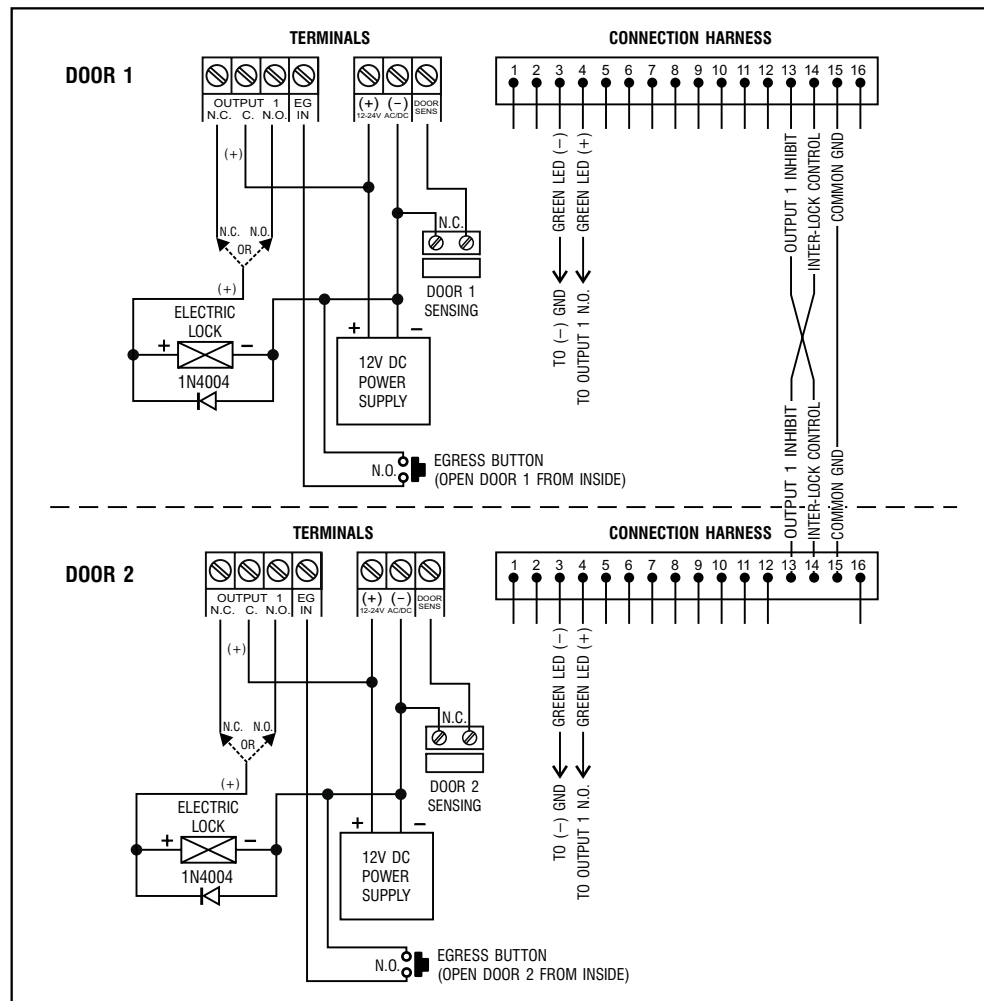 TERMINALS
CONNECTION HARNESS
DOOR 1
1 2 3 4 5 6 7 8 9 10 11 12 13 14 15 16
OUTPUT 1
N.C. C. N.O.
EG
IN
(+)
12-24V
(−)
AC/DC
DOOR
SENS
(+)
N.C. N.O.
OR
(+)
ELECTRIC
LOCK
+ −
1N4004
N.C.
DOOR 1
SENSING
+ −
12V DC
POWER
SUPPLY
N.O.
EGRESS BUTTON
(OPEN DOOR 1 FROM INSIDE)
GREEN LED (−)
TO (−) GND
GREEN LED (+)
TO OUTPUT 1 N.O.
OUTPUT 1 INHIBIT
INTER-LOCK CONTROL
COMMON GND
OUTPUT 1 INHIBIT
INTER-LOCK CONTROL
COMMON GND
TERMINALS
CONNECTION HARNESS
DOOR 2
1 2 3 4 5 6 7 8 9 10 11 12 13 14 15 16
OUTPUT 1
N.C. C. N.O.
EG
IN
(+)
12-24V
(−)
AC/DC
DOOR
SENS
(+)
N.C. N.O.
OR
(+)
ELECTRIC
LOCK
+ −
1N4004
N.C.
DOOR 2
SENSING
+ −
12V DC
POWER
SUPPLY
N.O.
EGRESS BUTTON
(OPEN DOOR 2 FROM INSIDE)
GREEN LED (−)
TO (−) GND
GREEN LED (+)
TO OUTPUT 1 N.O.